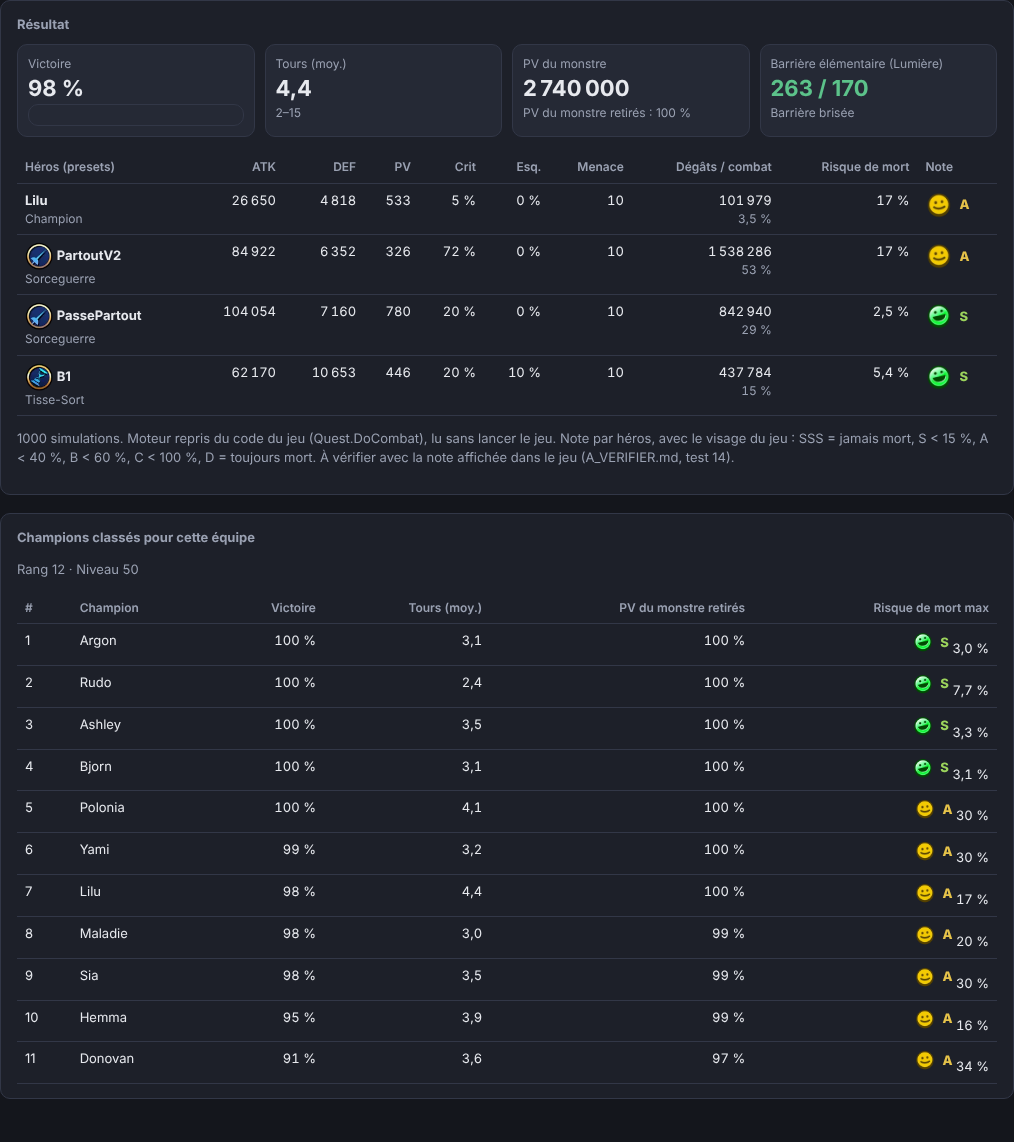 Résultat
Victoire
98 %
Tours (moy.)
4,4
2–15
PV du monstre
2 740 000
PV du monstre retirés : 100 %
Barrière élémentaire (Lumière)
263 / 170
Barrière brisée
Héros (presets) ATK DEF PV Crit Esq. Menace Dégâts / combat Risque de mort Note
Lilu 26 650 4 818 533 5 % 0 % 10 101 979 17 % A
Champion 3,5 %
PartoutV2 84 922 6 352 326 72 % 0 % 10 1 538 286 17 % A
Sorceguerre 53 %
PassePartout 104 054 7 160 780 20 % 0 % 10 842 940 2,5 % S
Sorceguerre 29 %
B1 62 170 10 653 446 20 % 10 % 10 437 784 5,4 % S
Tisse-Sort 15 %
1000 simulations. Moteur repris du code du jeu (Quest.DoCombat), lu sans lancer le jeu. Note par héros, avec le visage du jeu : SSS = jamais mort, S < 15 %, A
< 40 %, B < 60 %, C < 100 %, D = toujours mort. À vérifier avec la note affichée dans le jeu (A_VERIFIER.md, test 14).
Champions classés pour cette équipe
Rang 12 · Niveau 50
# Champion Victoire Tours (moy.) PV du monstre retirés Risque de mort max
1 Argon 100 % 3,1 100 % S 3,0 %
2 Rudo 100 % 2,4 100 % S 7,7 %
3 Ashley 100 % 3,5 100 % S 3,3 %
4 Bjorn 100 % 3,1 100 % S 3,1 %
5 Polonia 100 % 4,1 100 % A 30 %
6 Yami 99 % 3,2 100 % A 30 %
7 Lilu 98 % 4,4 100 % A 17 %
8 Maladie 98 % 3,0 99 % A 20 %
9 Sia 98 % 3,5 99 % A 30 %
10 Hemma 95 % 3,9 99 % A 16 %
11 Donovan 91 % 3,6 97 % A 34 %